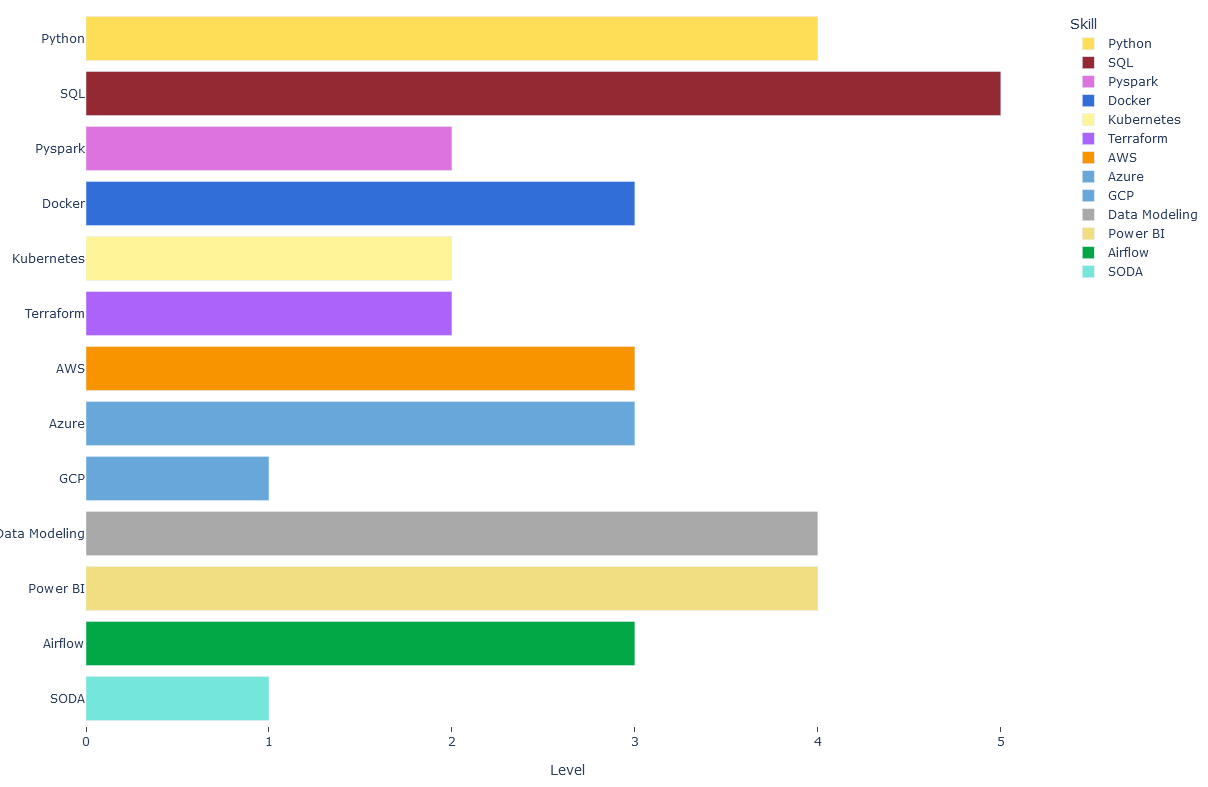 Python
SQL
Pyspark
Docker
Kubernetes
Terraform
AWS
Azure
GCP
Data Modeling
Power BI
Airflow
SODA
0 1 2 3 4 5
Level
Skill
Python
SQL
Pyspark
Docker
Kubernetes
Terraform
AWS
Azure
GCP
Data Modeling
Power BI
Airflow
SODA